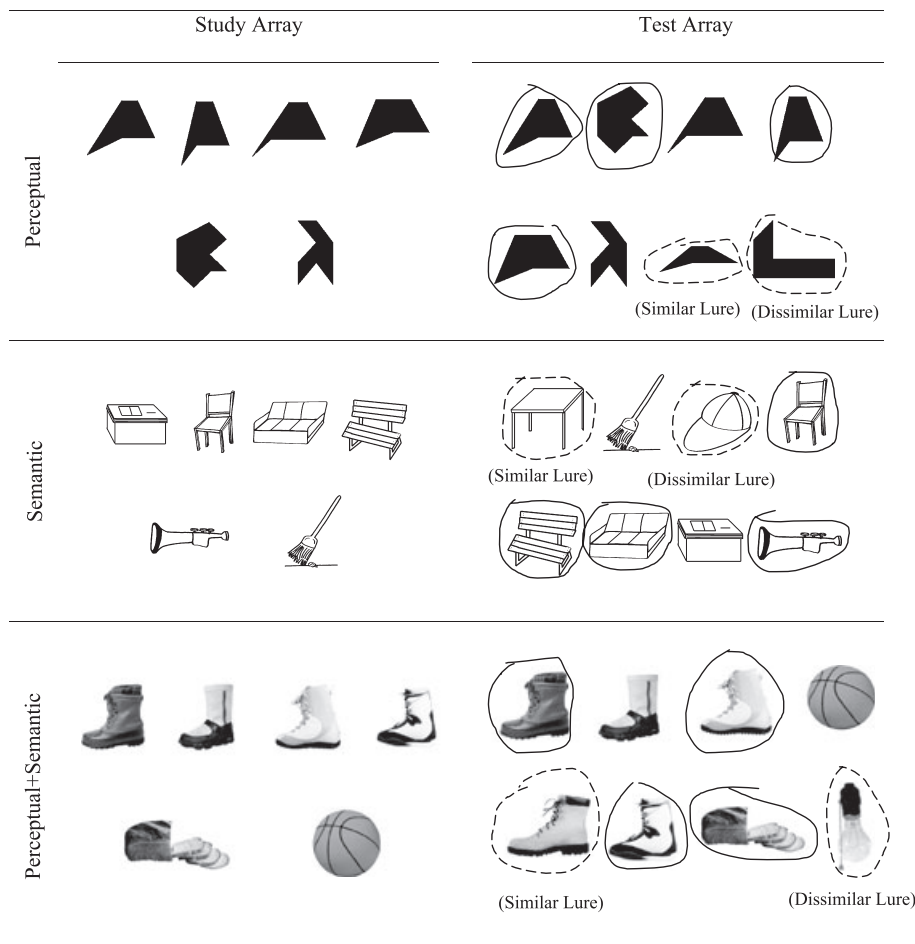 Study Array
Test Array
Perceptual
(Similar Lure)
(Dissimilar Lure)
Semantic
(Similar Lure)
(Dissimilar Lure)
Perceptual+Semantic
(Similar Lure)
(Dissimilar Lure)